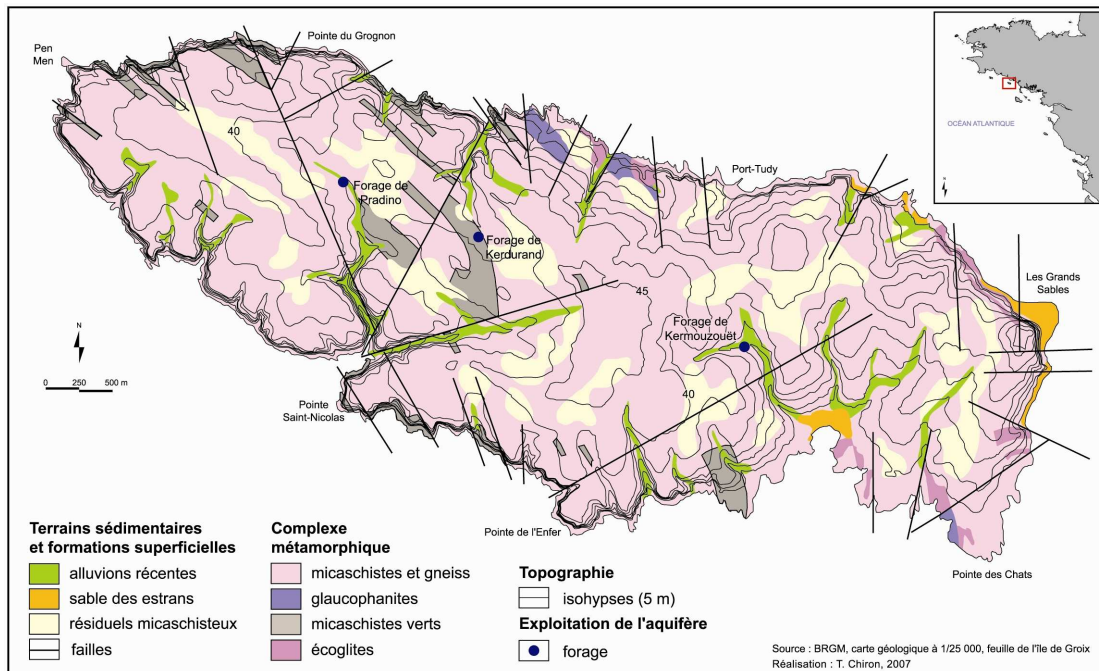 Pointe du Grognon
Pen
Men
OCÉAN ATLANTIQUE
N
40
Forage de
Pradino
Port-Tudy
Forage de
Kerdurand
Les Grands
Sables
45
Forage de
Kermouzouët
N
0 250 500 m
40
Pointe
Saint-Nicolas
Pointe de l'Enfer
Pointe des Chats
Terrains sédimentaires
et formations superficielles
alluvions récentes
sable des estrans
résiduels micaschisteux
failles
Complexe
métamorphique
micaschistes et gneiss
glaucophanites
micaschistes verts
écoglites
Topographie
isohypses (5 m)
Exploitation de l'aquifère
forage
Source : BRGM, carte géologique à 1/25 000, feuille de l'île de Groix
Réalisation : T. Chiron, 2007